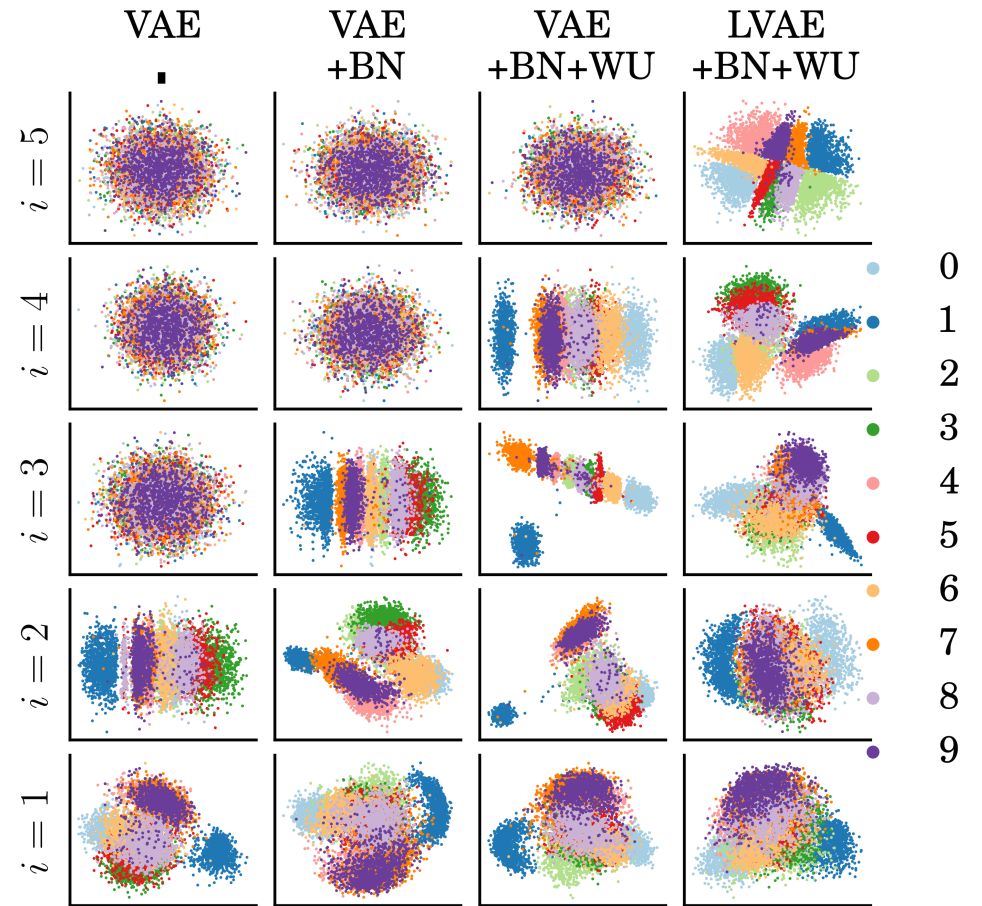 VAE
VAE
+BN
VAE
+BN+WU
LVAE
+BN+WU
i = 5
i = 4
i = 3
i = 2
i = 1
0
1
2
3
4
5
6
7
8
9